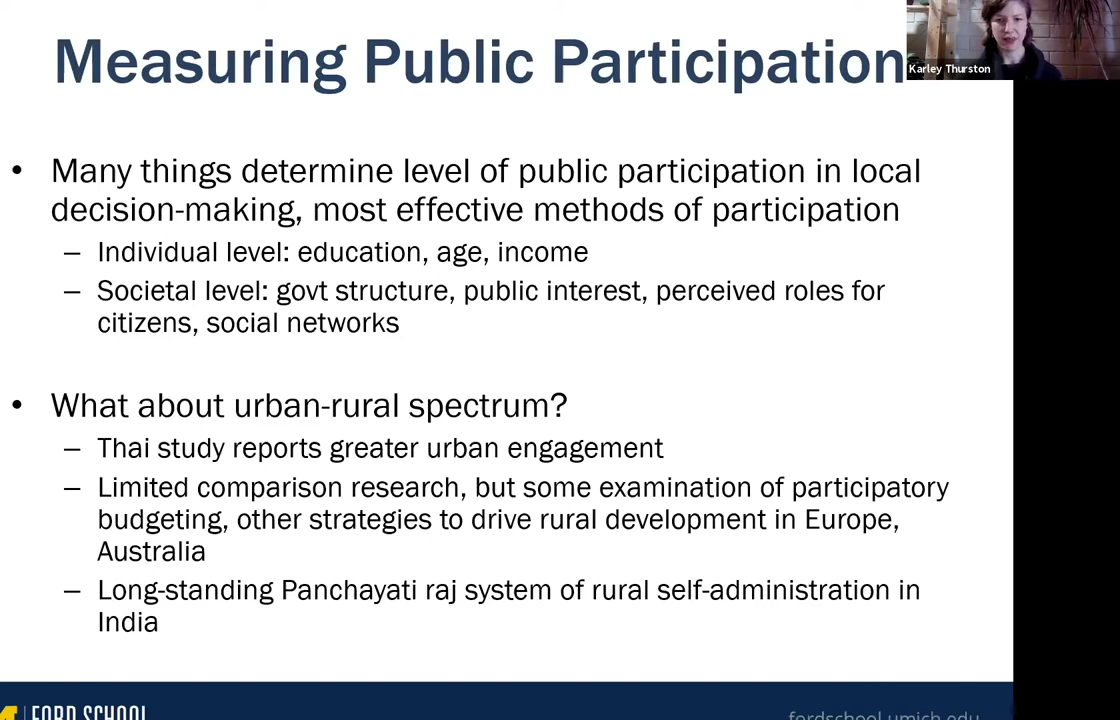 Measuring Public Participation
Karley Thurston
• Many things determine level of public participation in local
decision-making, most effective methods of participation
– Individual level: education, age, income
– Societal level: govt structure, public interest, perceived roles for
citizens, social networks
• What about urban-rural spectrum?
– Thai study reports greater urban engagement
– Limited comparison research, but some examination of participatory
budgeting, other strategies to drive rural development in Europe,
Australia
– Long-standing Panchayati raj system of rural self-administration in
India
FORD SCHOOL
fordschool.umich.edu